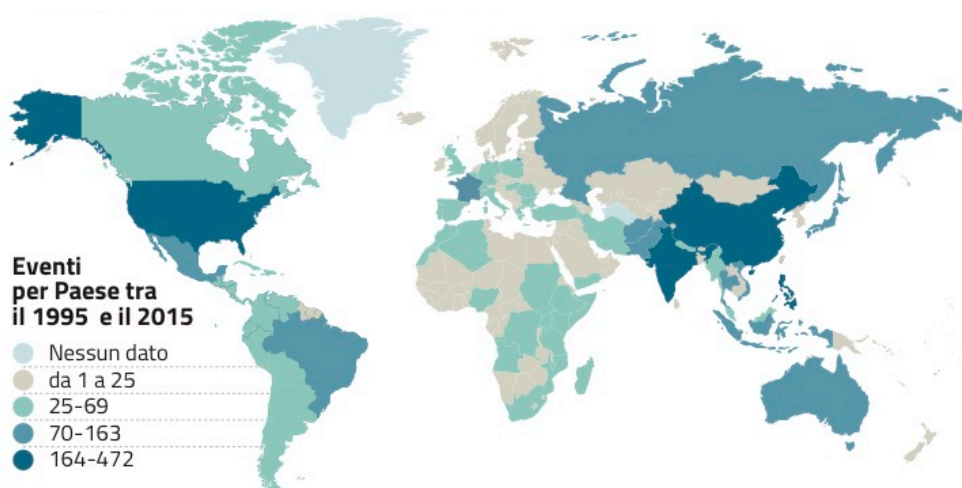 Eventi
per Paese tra
il 1995 e il 2015
Nessun dato
da 1 a 25
25-69
70-163
164-472